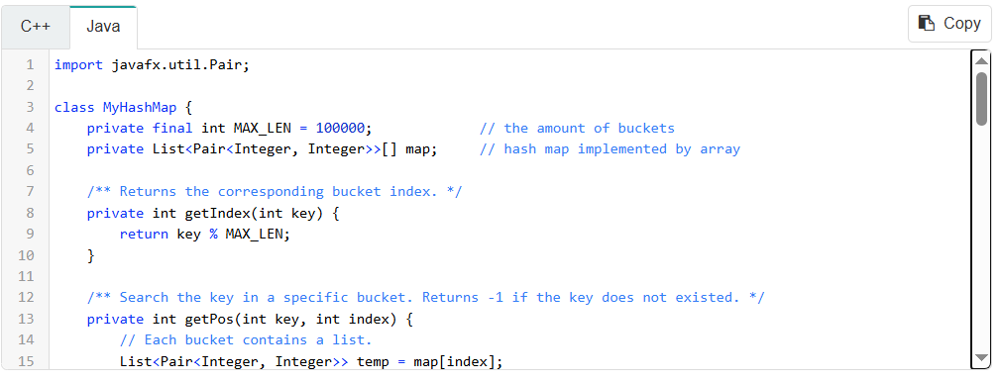 C++ Java Copy
1 import javafx.util.Pair;
2
3 class MyHashMap {
4 private final int MAX_LEN = 100000; // the amount of buckets
5 private List<Pair<Integer, Integer>>[] map; // hash map implemented by array
6
7 /** Returns the corresponding bucket index. */
8 private int getIndex(int key) {
9 return key % MAX_LEN;
10 }
11
12 /** Search the key in a specific bucket. Returns -1 if the key does not existed. */
13 private int getPos(int key, int index) {
14 // Each bucket contains a list.
15 List<Pair<Integer, Integer>> temp = map[index];